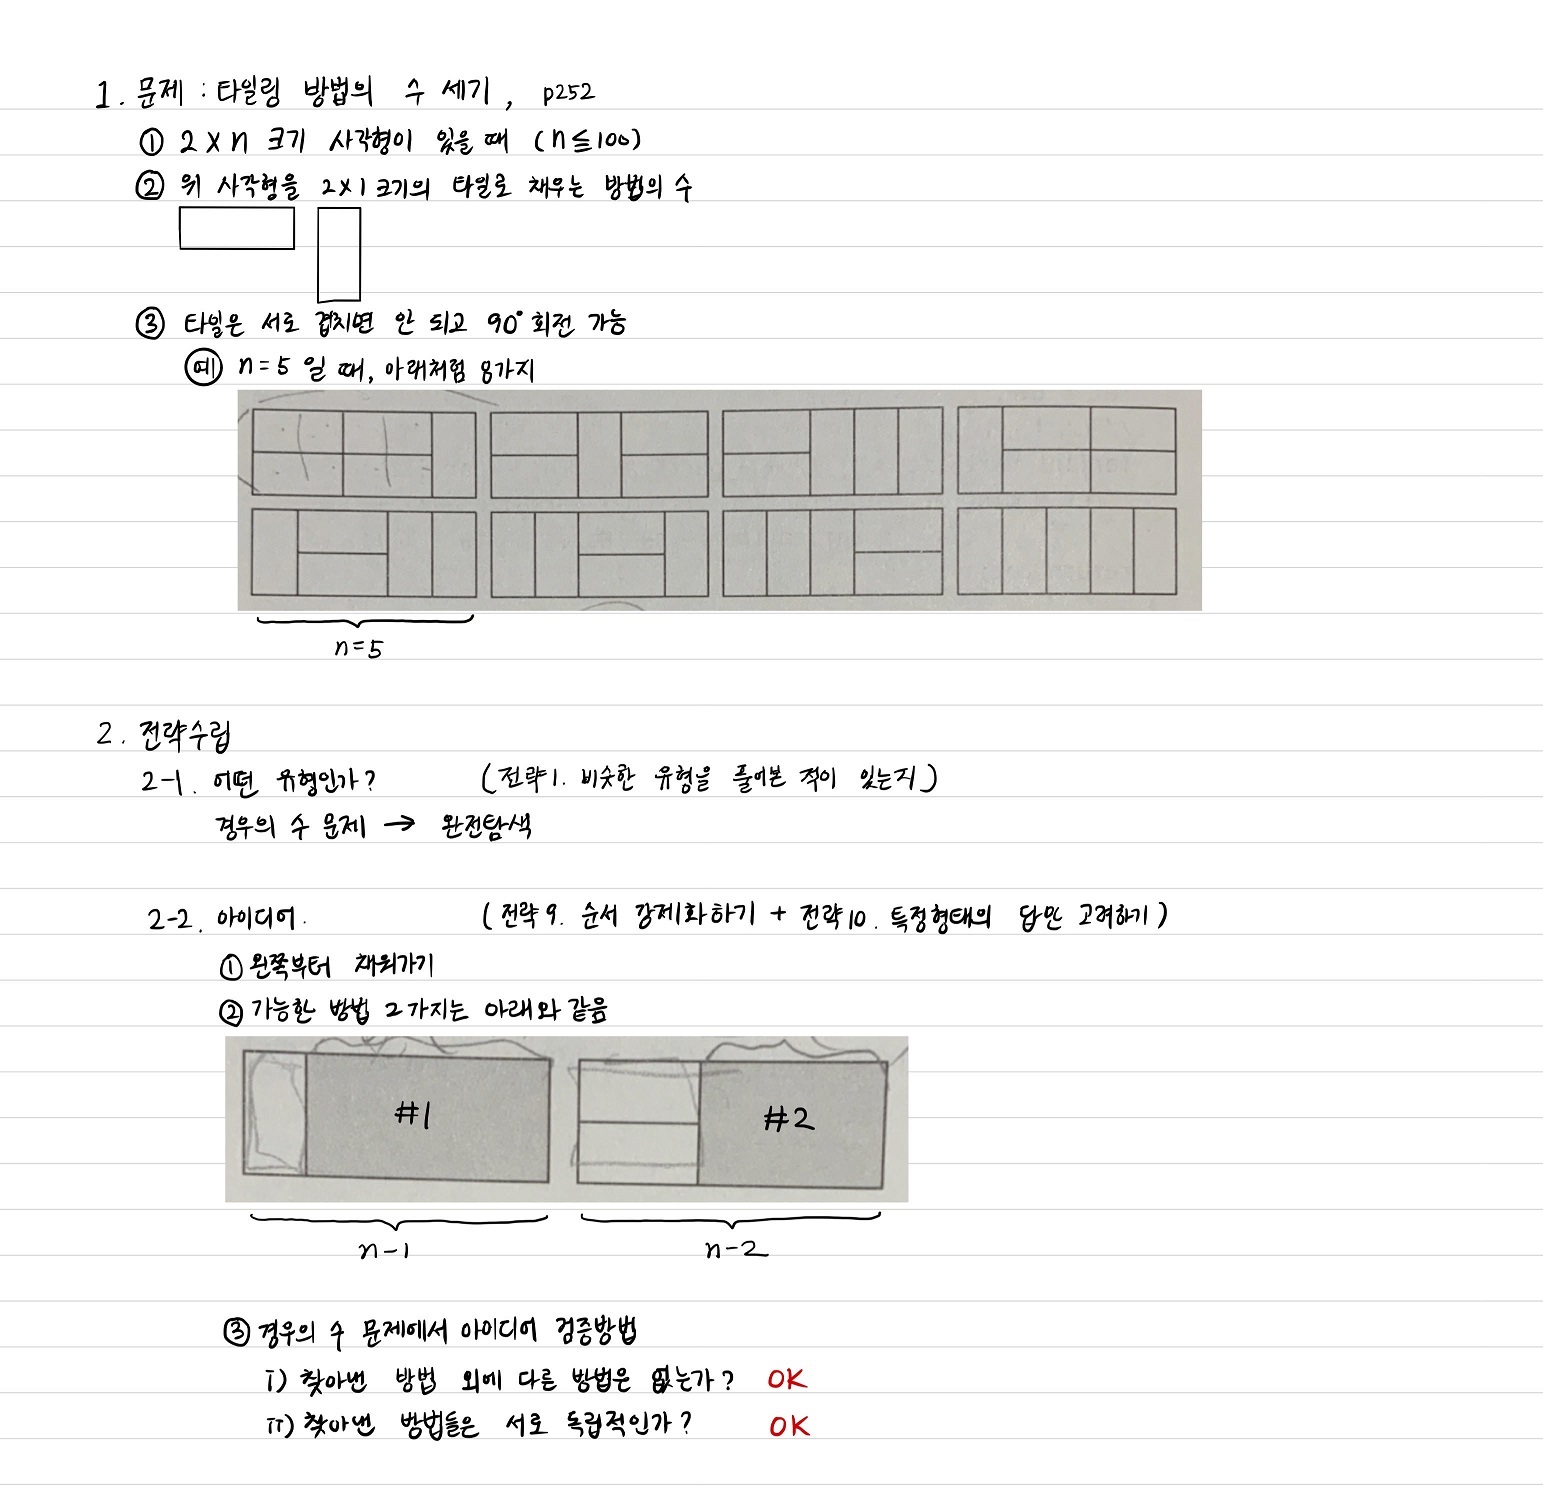 1. 문제 : 타일링 방법의 수 세기, p252
① 2×n 크기 사각형이 있을 때 (n≦100)
② 위 사각형을 2×1 크기의 타일로 채우는 방법의 수
③ 타일은 서로 겹치면 안 되고 90° 회전 가능
예 n=5 일 때, 아래처럼 8가지
n=5
2. 전략수립
2-1. 어떤 유형인가? (전략1. 비슷한 유형을 풀어본 적이 있는지)
경우의 수 문제 → 완전탐색
2-2. 아이디어. (전략9. 순서 강제화하기 + 전략10. 특정형태의 답만 고려하기)
① 왼쪽부터 채워가기
② 가능한 방법 2가지는 아래와 같음
#1 #2
n-1 n-2
③ 경우의 수 문제에서 아이디어 검증방법
i) 찾아낸 방법 외에 다른 방법은 없는가? OK
ii) 찾아낸 방법들은 서로 독립적인가? OK